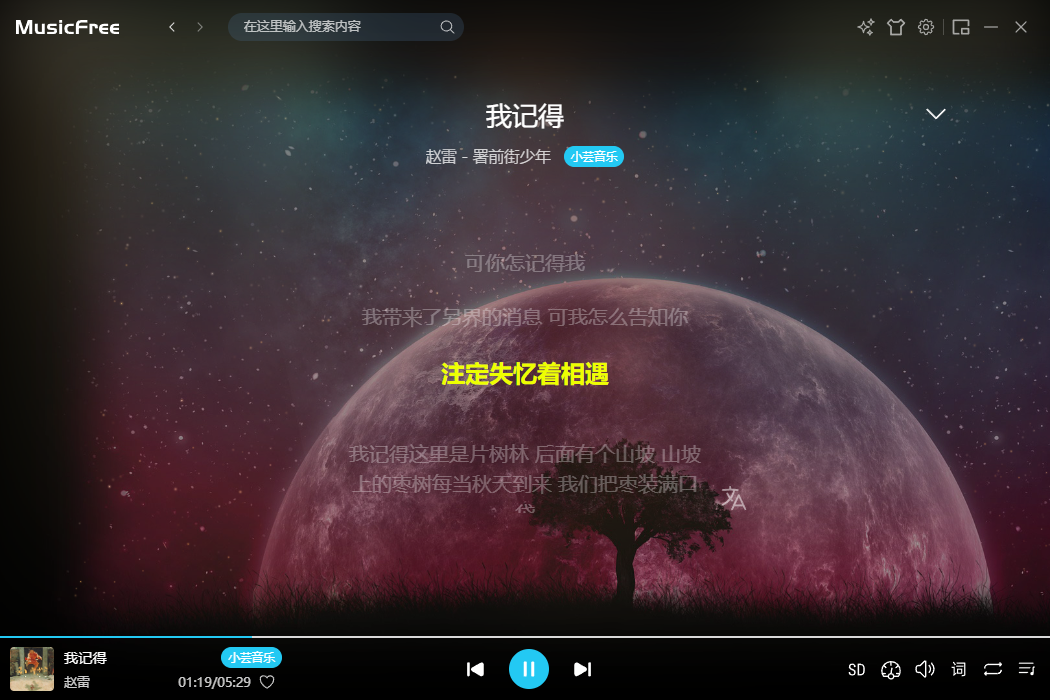 MusicFree
在这里输入搜索内容
我记得
赵雷 - 署前街少年 小芸音乐
可你怎记得我
我带来了另界的消息 可我怎么告知你
注定失忆着相遇
我记得这里是片树林 后面有个山坡 山坡
上的枣树每当秋天到来 我们把枣装满口
袋
文A
我记得 小芸音乐
赵雷 01:19/05:29
SD 词